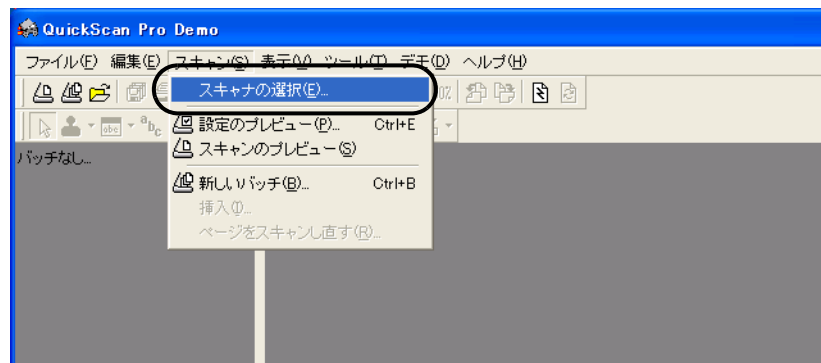 QuickScan Pro Demo
ファイル(F) 編集(E) スキャン(S) 表示(V) ツール(T) デモ(D) ヘルプ(H)
スキャナの選択(E)...
設定のプレビュー(P)... Ctrl+E
スキャンのプレビュー(S)
バッチなし...
新しいバッチ(B)... Ctrl+B
挿入(I)...
ページをスキャンし直す(R)...